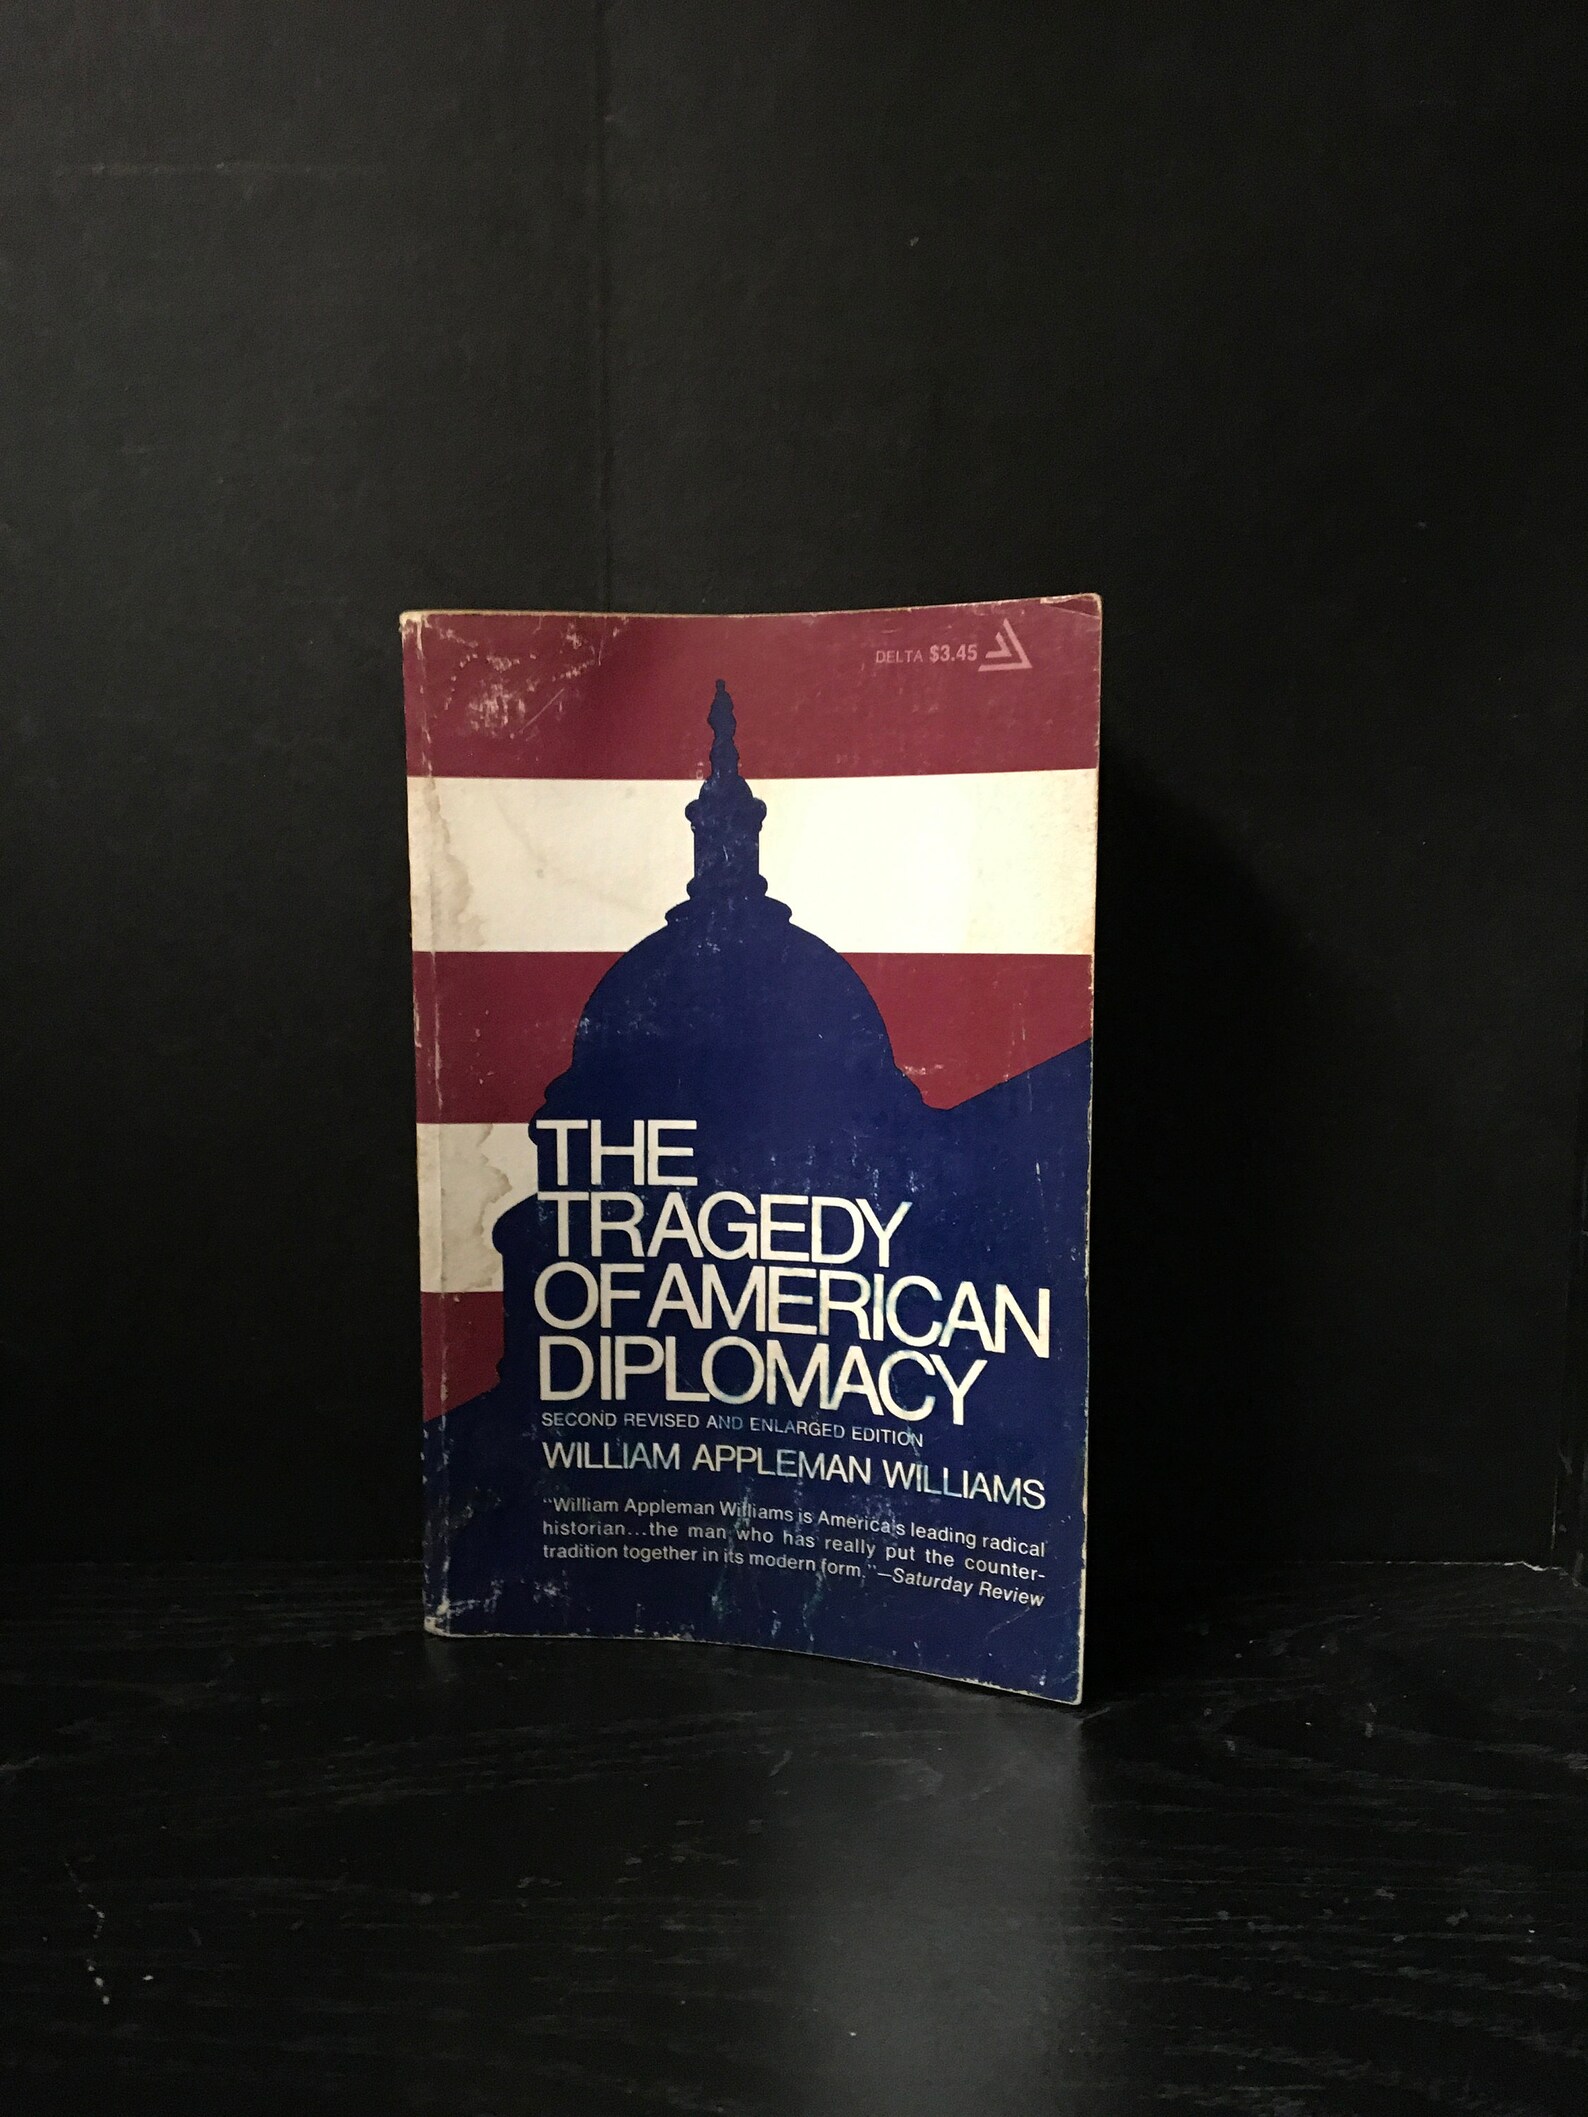 DELTA $3.45
THE
TRAGEDY
OF AMERICAN
DIPLOMACY
SECOND REVISED AND ENLARGED EDITION
WILLIAM APPLEMAN WILLIAMS
"William Appleman Williams is America's leading radical
historian...the man who has really put the counter-
tradition together in its modern form."—Saturday Review